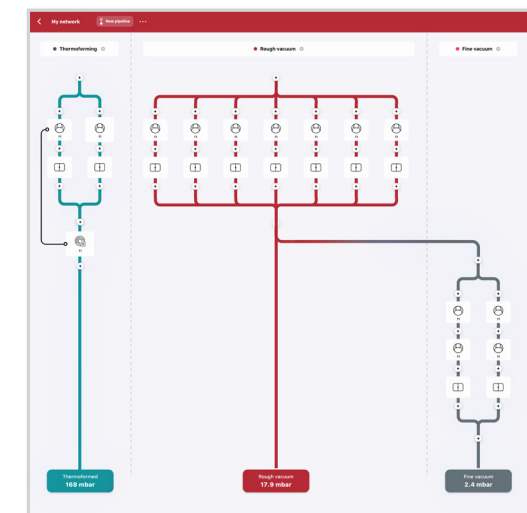 My network
New pipeline
Thermoforming
Rough vacuum
Fine vacuum
Thermoformed
168 mbar
Rough vacuum
17.9 mbar
Fine vacuum
2.4 mbar